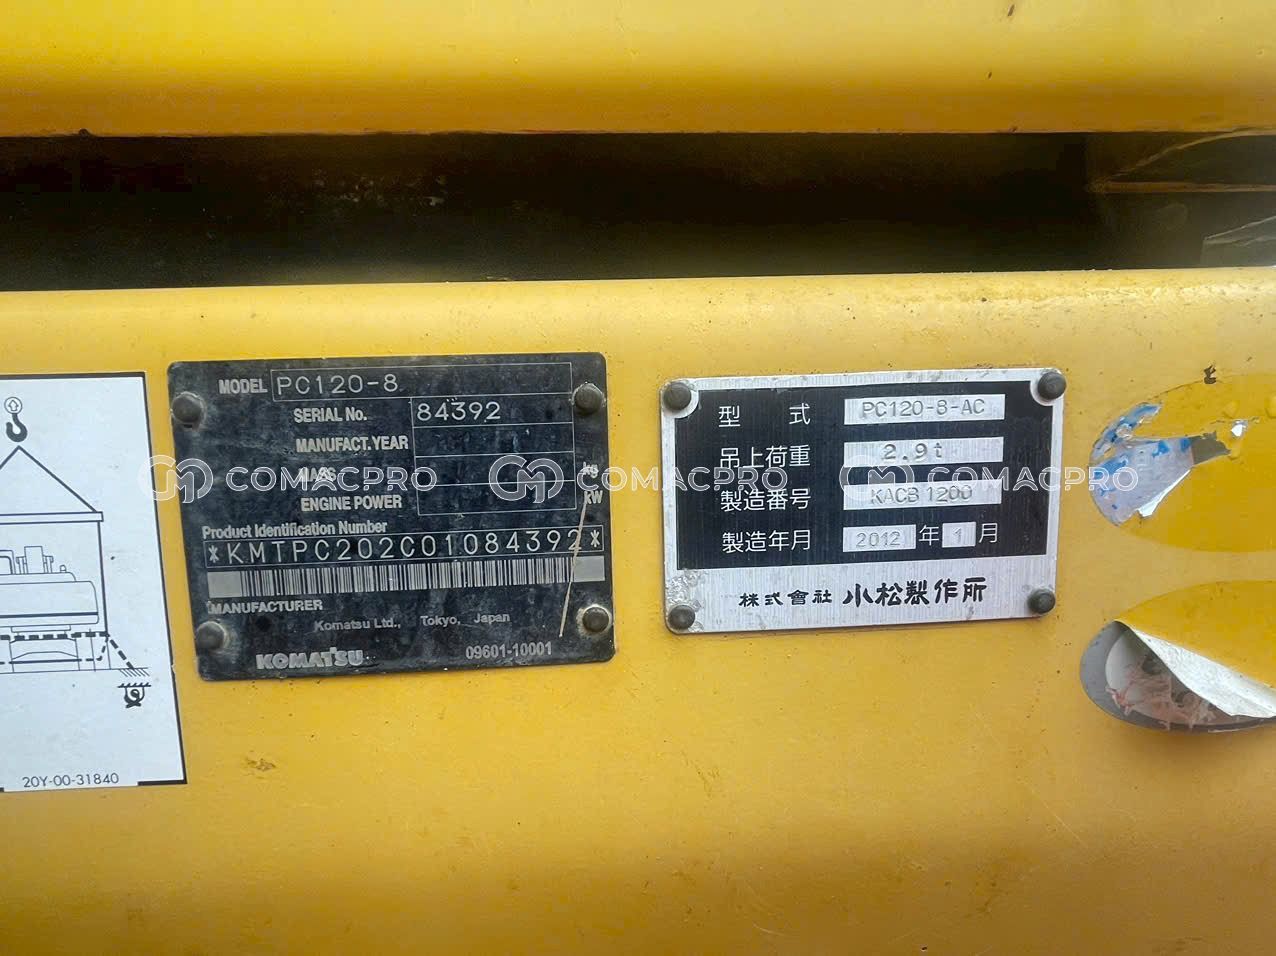 MODEL PC120-8
SERIAL No. 84392
MANUFACT. YEAR
MASS kg
ENGINE POWER kW
Product Identification Number
*KMTPC202C01084392*
MANUFACTURER
Komatsu Ltd., Tokyo, Japan
KOMATSU 09601-10001
型 式 PC120-8-AC
吊上荷重 2.9t
製造番号 KACB 1200
製造年月 2012 年 1 月
株式會社 小松製作所
COMACPRO COMACPRO COMACPRO
20Y-00-31840